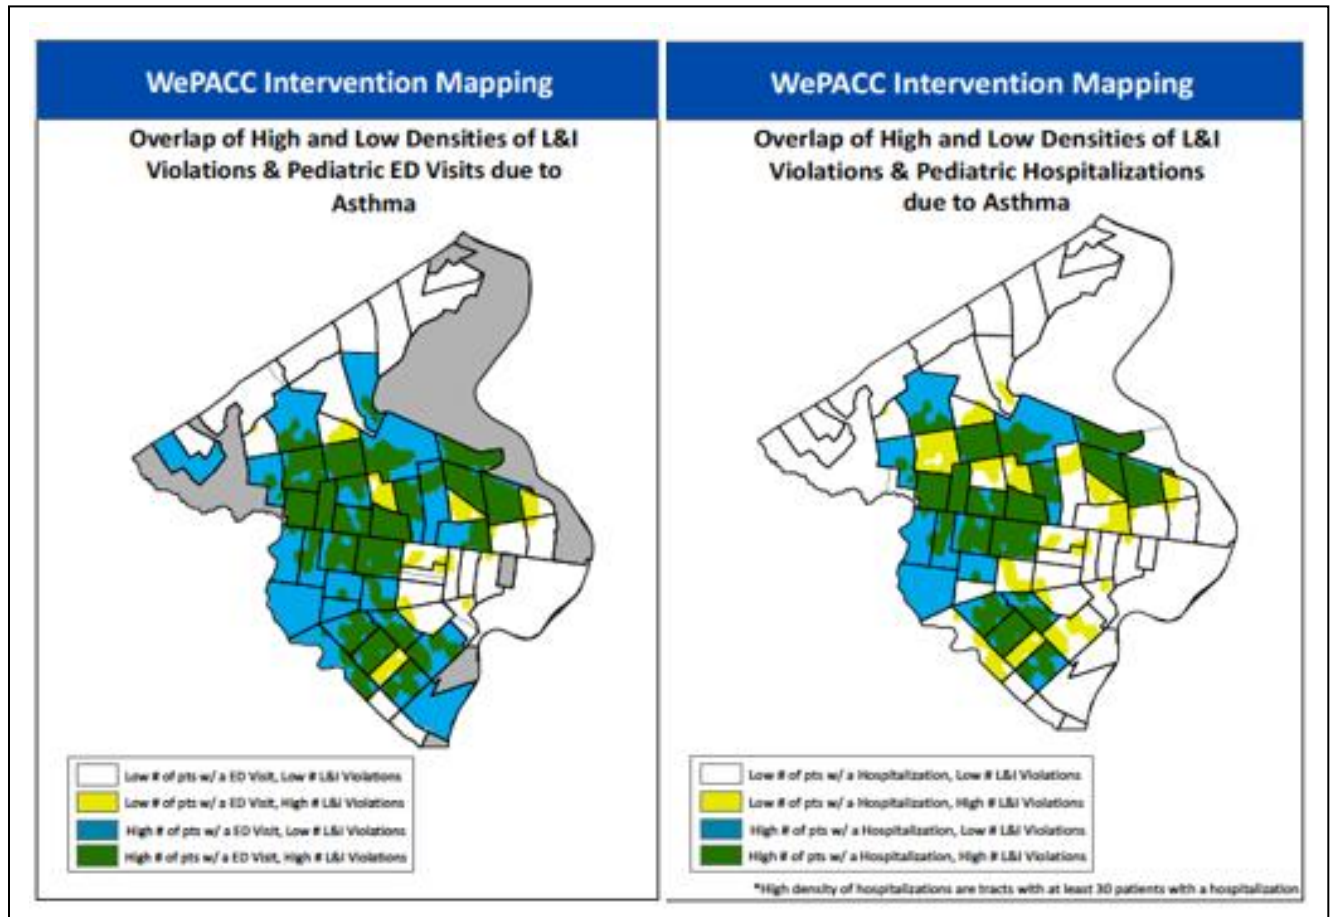 WePACC Intervention Mapping
Overlap of High and Low Densities of L&I
Violations & Pediatric ED Visits due to
Asthma
Low # of pts w/ a ED Visit, Low # L&I Violations
Low # of pts w/ a ED Visit, High # L&I Violations
High # of pts w/ a ED Visit, Low # L&I Violations
High # of pts w/ a ED Visit, High # L&I Violations
WePACC Intervention Mapping
Overlap of High and Low Densities of L&I
Violations & Pediatric Hospitalizations
due to Asthma
Low # of pts w/ a Hospitalization, Low # L&I Violations
Low # of pts w/ a Hospitalization, High # L&I Violations
High # of pts w/ a Hospitalization, Low # L&I Violations
High # of pts w/ a Hospitalization, High # L&I Violations
*High density of hospitalizations are tracts with at least 30 patients with a hospitalization